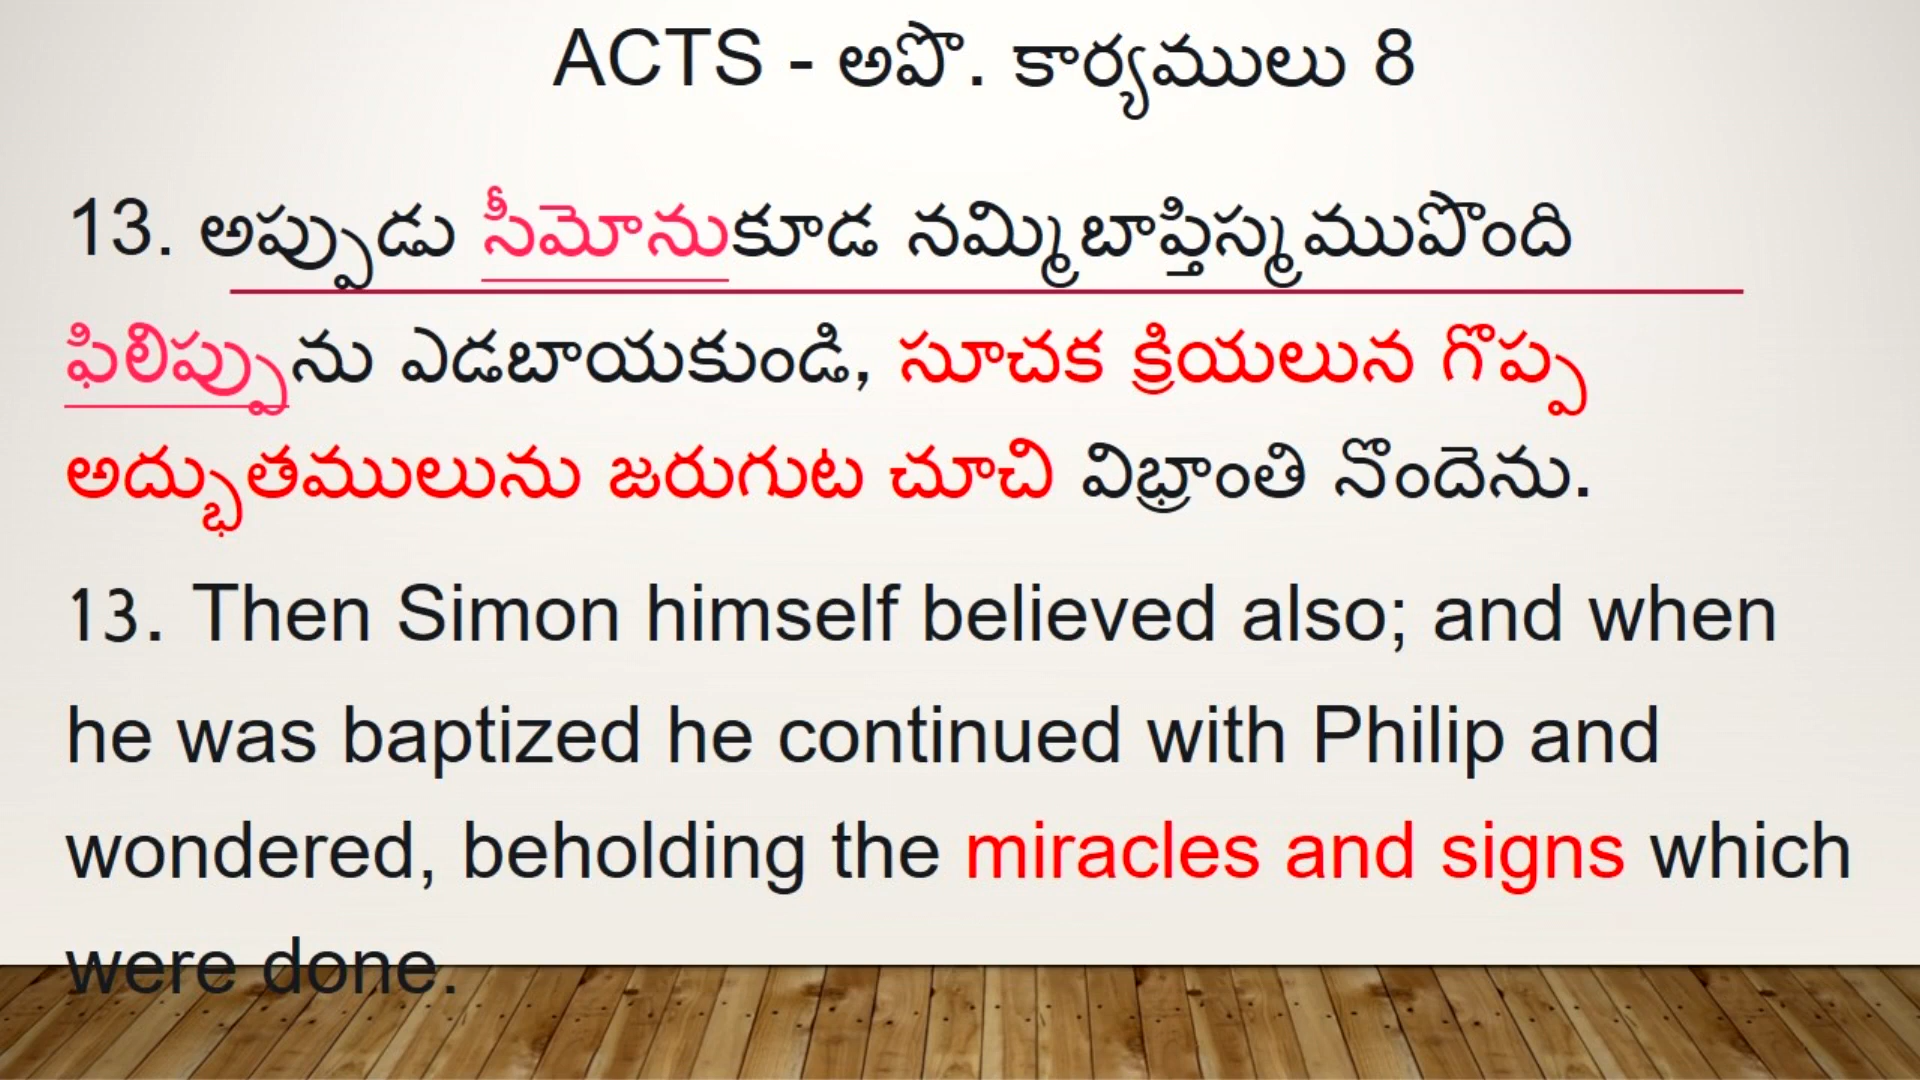 ACTS - అపొ. కార్యములు 8
13. అప్పుడు సీమోనుకూడ నమ్మిబాప్తిస్మముపొంది
ఫిలిప్పును ఎడబాయకుండి, సూచక క్రియలున గొప్ప
అద్భుతములును జరుగుట చూచి విభ్రాంతి నొందెను.
13. Then Simon himself believed also; and when
he was baptized he continued with Philip and
wondered, beholding the miracles and signs which
were done.